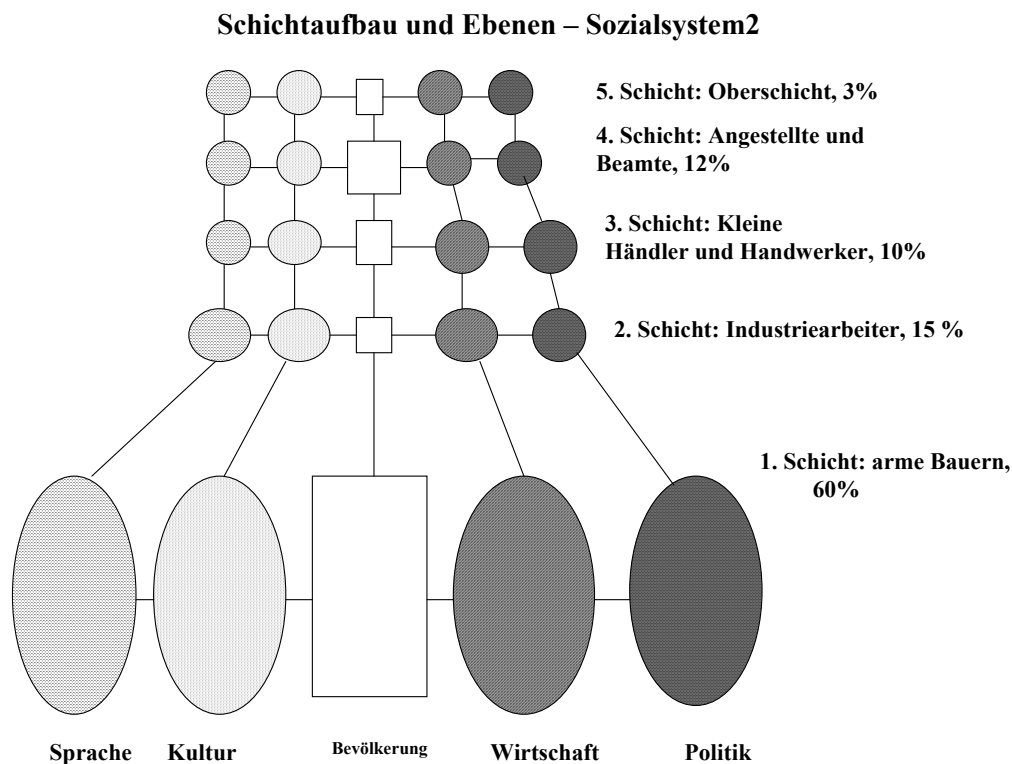 Schichtaufbau und Ebenen – Sozialsystem2
5. Schicht: Oberschicht, 3%
4. Schicht: Angestellte und
Beamte, 12%
3. Schicht: Kleine
Händler und Handwerker, 10%
2. Schicht: Industriearbeiter, 15 %
1. Schicht: arme Bauern,
60%
Sprache Kultur Bevölkerung Wirtschaft Politik